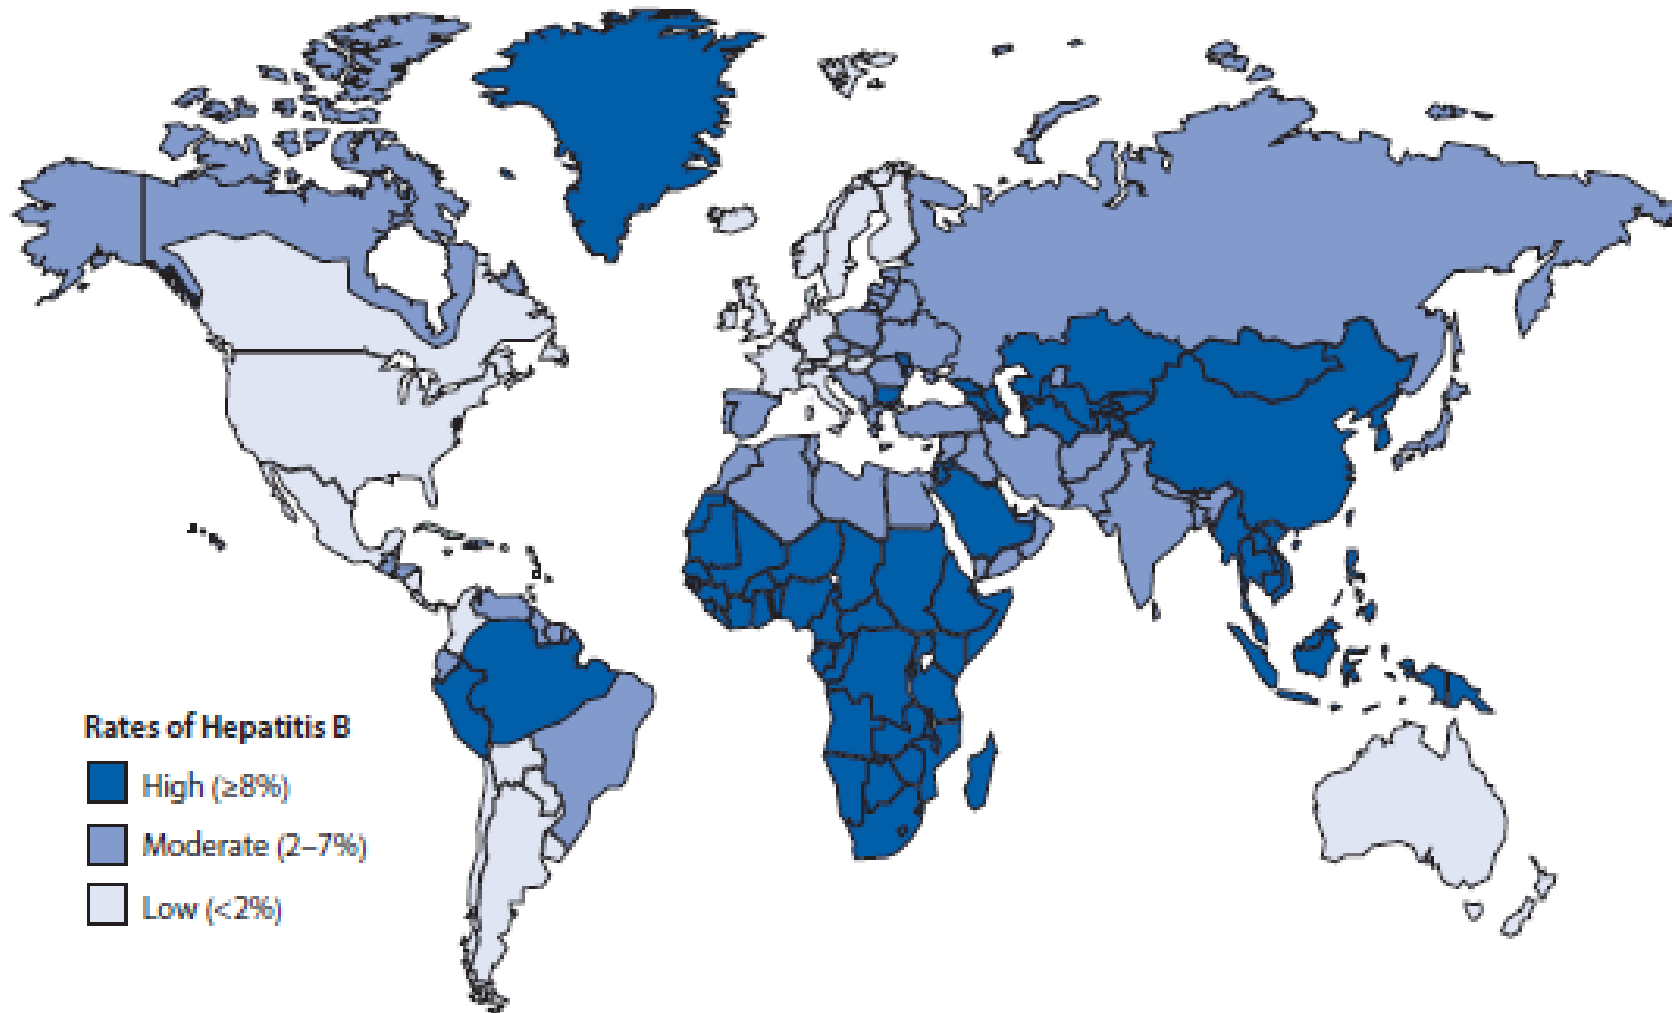 Rates of Hepatitis B
High (≥8%)
Moderate (2–7%)
Low (<2%)